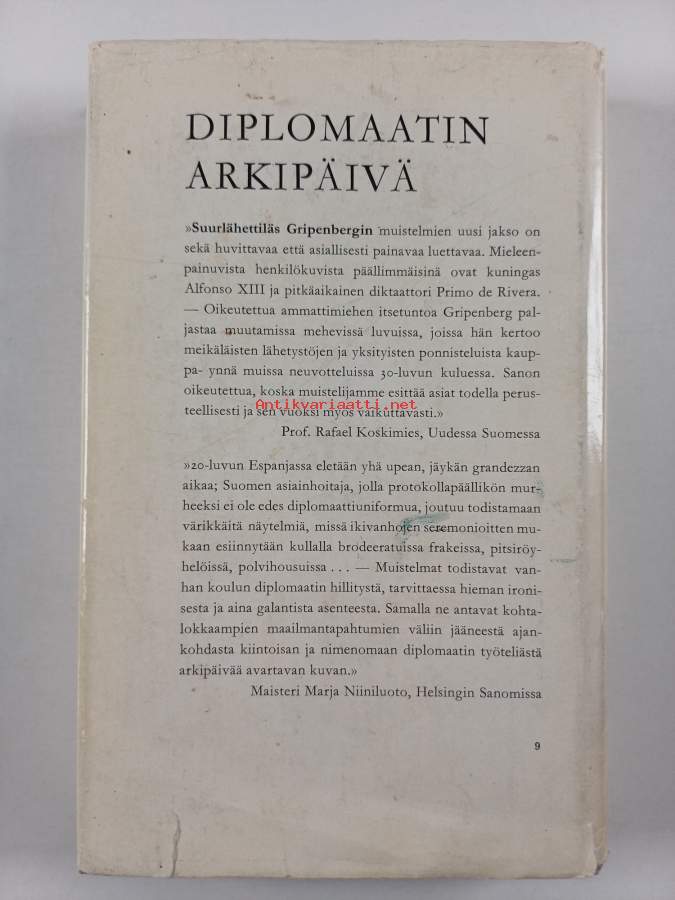 DIPLOMAATIN
ARKIPÄIVÄ
»Suurlähettiläs Gripenbergin muistelmien uusi jakso on
sekä huvittavaa että asiallisesti painavaa luettavaa. Mieleen-
painuvista henkilökuvista päällimmäisinä ovat kuningas
Alfonso XIII ja pitkäaikainen diktaattori Primo de Rivera.
— Oikeutettua ammattimiehen itsetuntoa Gripenberg pal-
jastaa muutamissa mehevissä luvuissa, joissa hän kertoo
meikäläisten lähetystöjen ja yksityisten ponnisteluista kaup-
pa- ynnä muissa neuvotteluissa 30-luvun kuluessa. Sanon
oikeutettua, koska muistelijamme esittää asiat todella perus-
teellisesti ja sen vuoksi myös vaikuttavasti.»
Antikvariaatti.net
Prof. Rafael Koskimies, Uudessa Suomessa
»20-luvun Espanjassa eletään yhä upean, jäykän grandezzan
aikaa; Suomen asiainhoitaja, jolla protokollapäällikön mur-
heeksi ei ole edes diplomaattiuniformua, joutuu todistamaan
värikkäitä näytelmiä, missä ikivanhojen seremonioitten mu-
kaan esiinnytään kullalla brodeeratuissa frakeissa, pitsiröy-
helöissä, polvihousuissa . . . — Muistelmat todistavat van-
han koulun diplomaatin hillitystä, tarvittaessa hieman ironi-
sesta ja aina galantista asenteesta. Samalla ne antavat kohta-
lokkaampien maailmantapahtumien väliin jääneestä ajan-
kohdasta kiintoisan ja nimenomaan diplomaatin työteliästä
arkipäivää avartavan kuvan.»
Maisteri Marja Niiniluoto, Helsingin Sanomissa
9